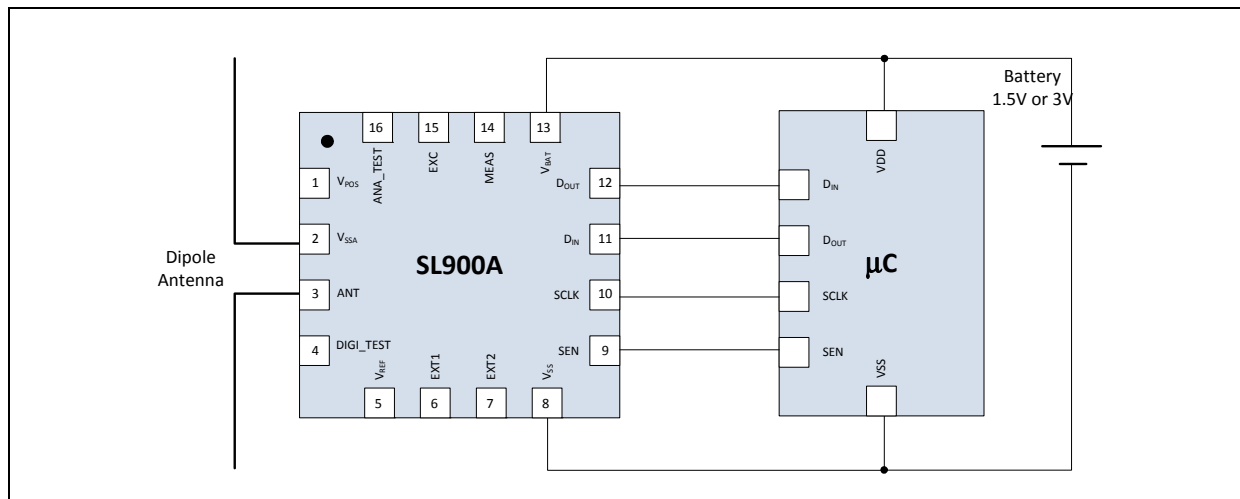 Battery
1.5V or 3V
16 15 14 13
ANA_TEST EXC MEAS VBAT
VDD
1 VPOS
DOUT 12
DIN
2 VSSA
DIN 11
DOUT
Dipole
Antenna
SL900A
µC
3 ANT
SCLK 10
SCLK
4 DIGI_TEST
SEN 9
SEN
VREF EXT1 EXT2 VSS
VSS
5 6 7 8